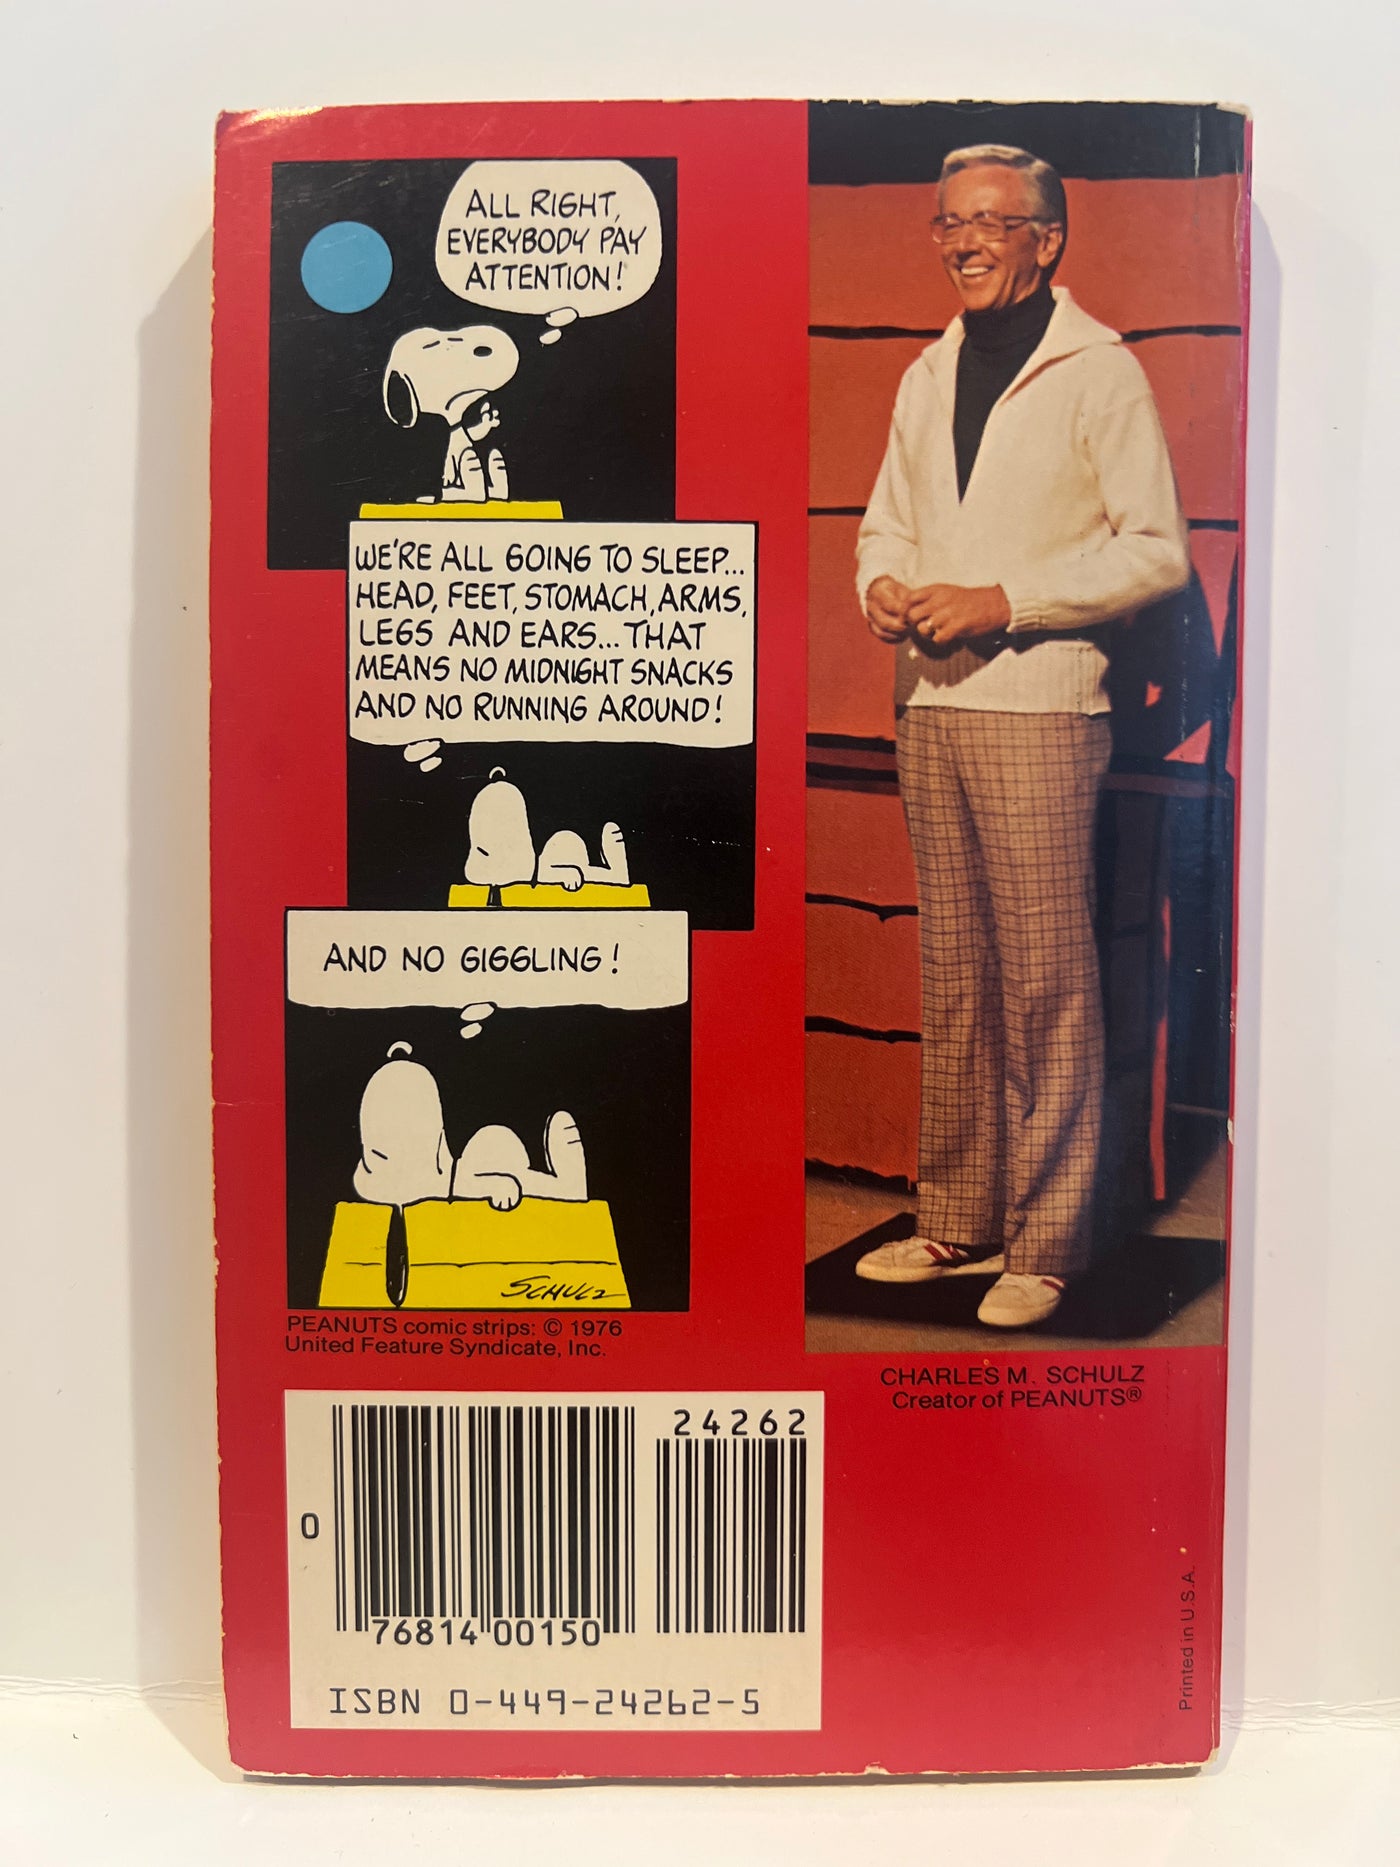 ALL RIGHT,
EVERYBODY PAY
ATTENTION!
WE'RE ALL GOING TO SLEEP...
HEAD, FEET, STOMACH, ARMS,
LEGS AND EARS... THAT
MEANS NO MIDNIGHT SNACKS
AND NO RUNNING AROUND!
AND NO GIGGLING!
SCHULZ
PEANUTS comic strips: © 1976
United Feature Syndicate, Inc.
CHARLES M. SCHULZ
Creator of PEANUTS®
24262
0
76814 00150
ISBN 0-449-24262-5
Printed in U.S.A.